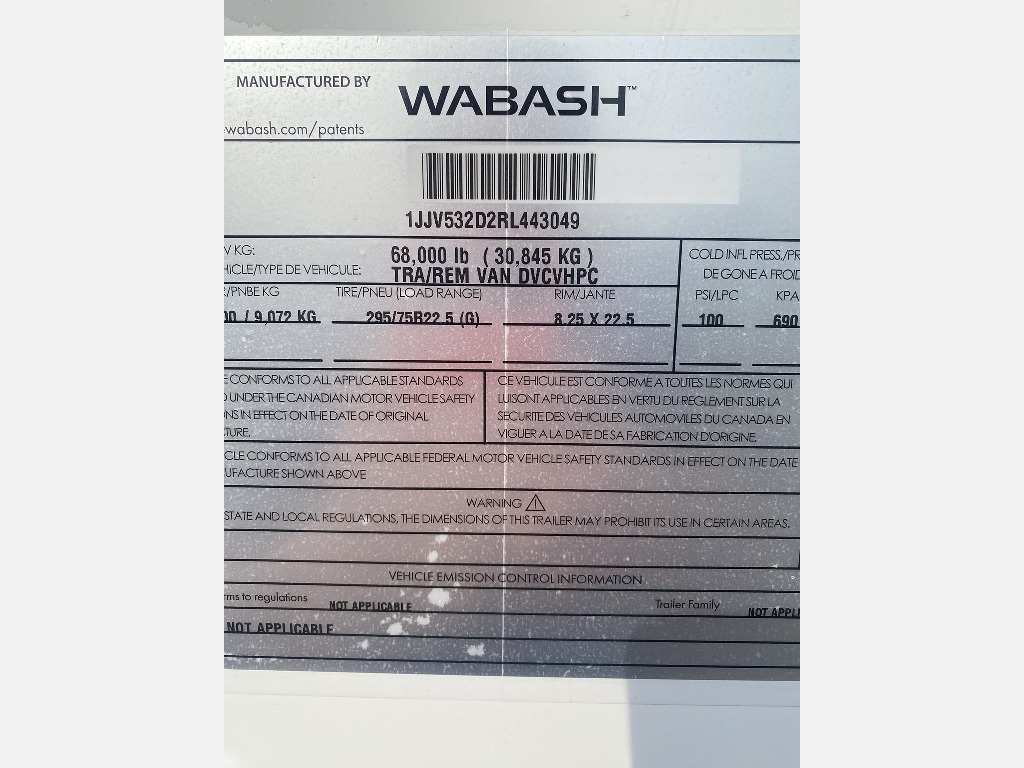 MANUFACTURED BY WABASH™
wabash.com/patents
1JJV532D2RL443049
V KG: 68,000 lb ( 30,845 KG )
HICLE/TYPE DE VEHICULE: TRA/REM VAN DVCVHPC
COLD INFL PRESS./PR
DE GONE A FROID
R/PNBE KG TIRE/PNEU (LOAD RANGE) RIM/JANTE PSI/LPC KPA
00 / 9,072 KG 295/75R22.5 (G) 8.25 X 22.5 100 690
E CONFORMS TO ALL APPLICABLE STANDARDS
D UNDER THE CANADIAN MOTOR VEHICLE SAFETY
ONS IN EFFECT ON THE DATE OF ORIGINAL
TURE.
CE VEHICULE EST CONFORME A TOUTES LES NORMES QUI
LUISONT APPLICABLES EN VERTU DU REGLEMENT SUR LA
SECURITE DES VEHICULES AUTOMOVILES DU CANADA EN
VIGUER A LA DATE DE SA FABRICATION D'ORIGINE.
CLE CONFORMS TO ALL APPLICABLE FEDERAL MOTOR VEHICLE SAFETY STANDARDS IN EFFECT ON THE DATE
UFACTURE SHOWN ABOVE
WARNING
STATE AND LOCAL REGULATIONS, THE DIMENSIONS OF THIS TRAILER MAY PROHIBIT ITS USE IN CERTAIN AREAS.
VEHICLE EMISSION CONTROL INFORMATION
rms to regulations NOT APPLICABLE Trailer Family NOT APPLI
NOT APPLICABLE